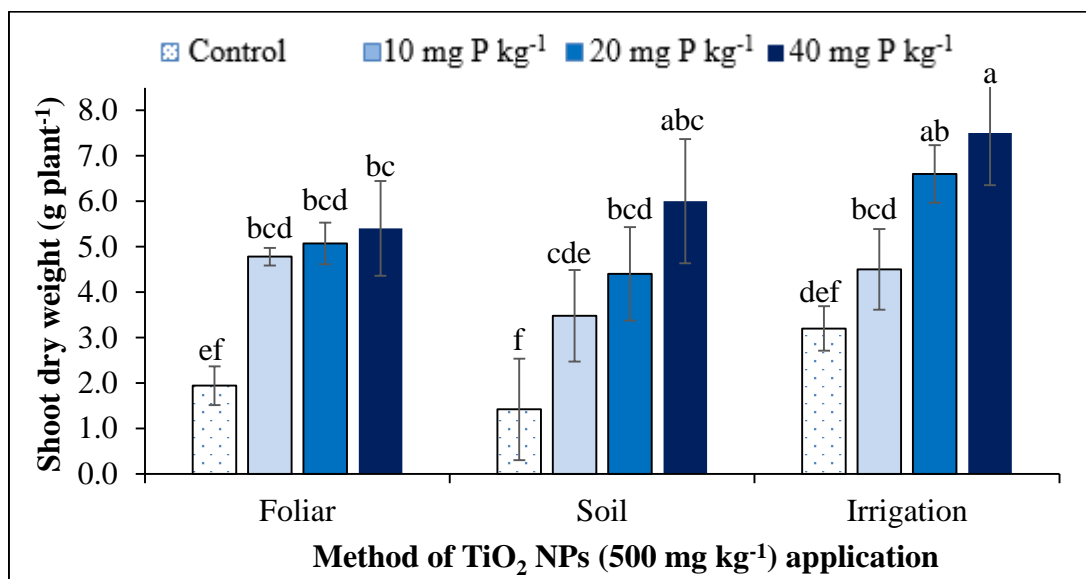 Control 10 mg P kg⁻¹ 20 mg P kg⁻¹ 40 mg P kg⁻¹
Shoot dry weight (g plant⁻¹)
8.0
7.0
6.0
5.0
4.0
3.0
2.0
1.0
0.0
ef bcd bcd bc
f cde bcd abc
def bcd ab a
Foliar Soil Irrigation
Method of TiO₂ NPs (500 mg kg⁻¹) application